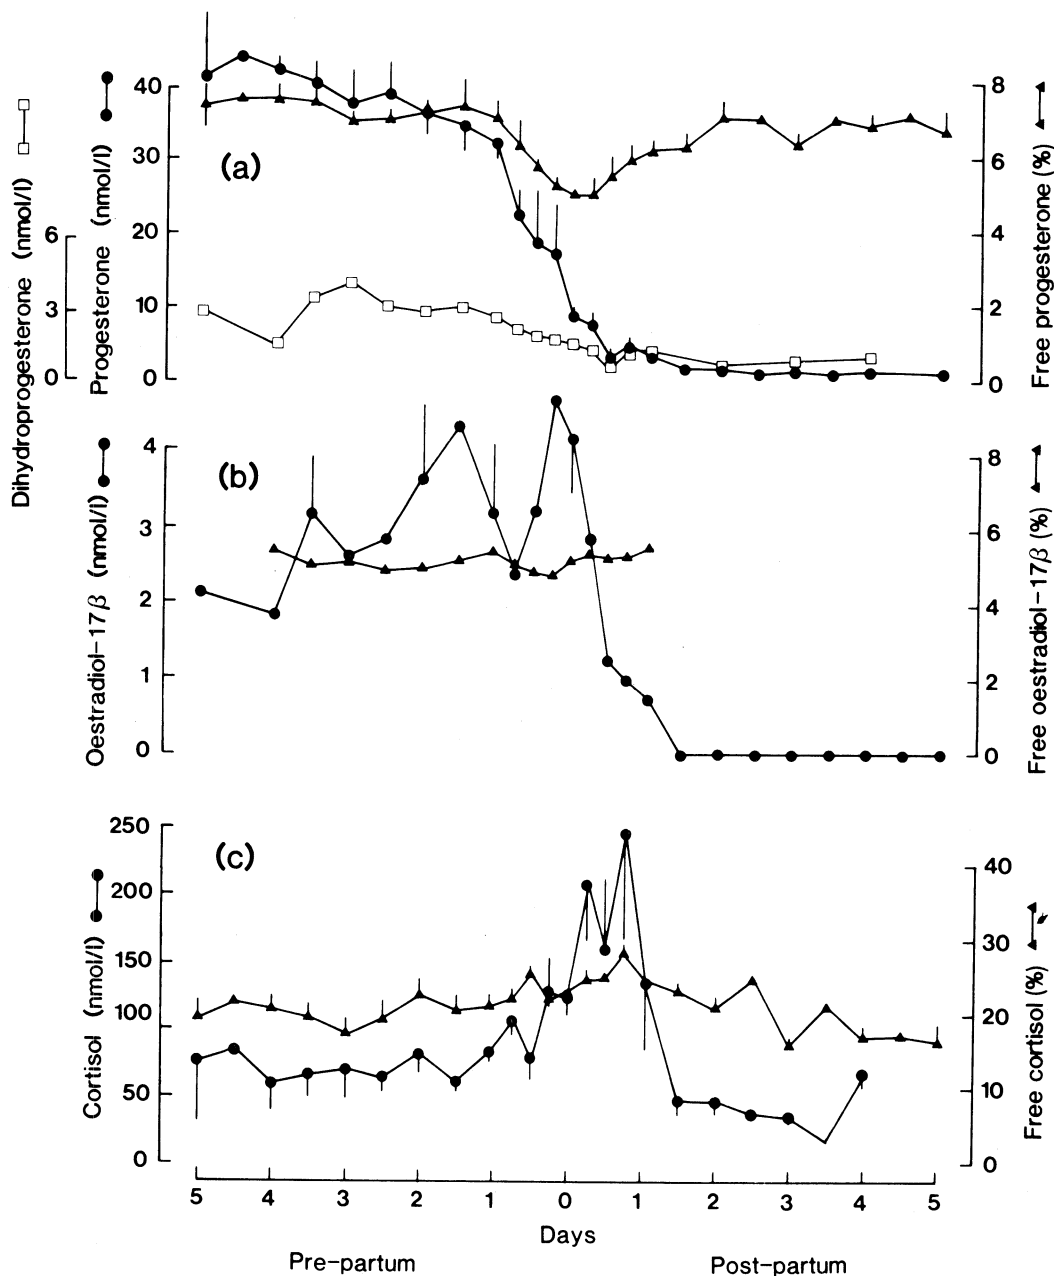 Dihydroprogesterone (nmol/l)
6
3
0
Progesterone (nmol/l)
40
30
20
10
0
(a)
8
6
4
2
0
Free progesterone (%)
Oestradiol-17β (nmol/l)
4
3
2
1
0
(b)
8
6
4
2
0
Free oestradiol-17β (%)
Cortisol (nmol/l)
250
200
150
100
50
0
(c)
40
30
20
10
0
Free cortisol (%)
5 4 3 2 1 0 1 2 3 4 5
Days
Pre-partum Post-partum